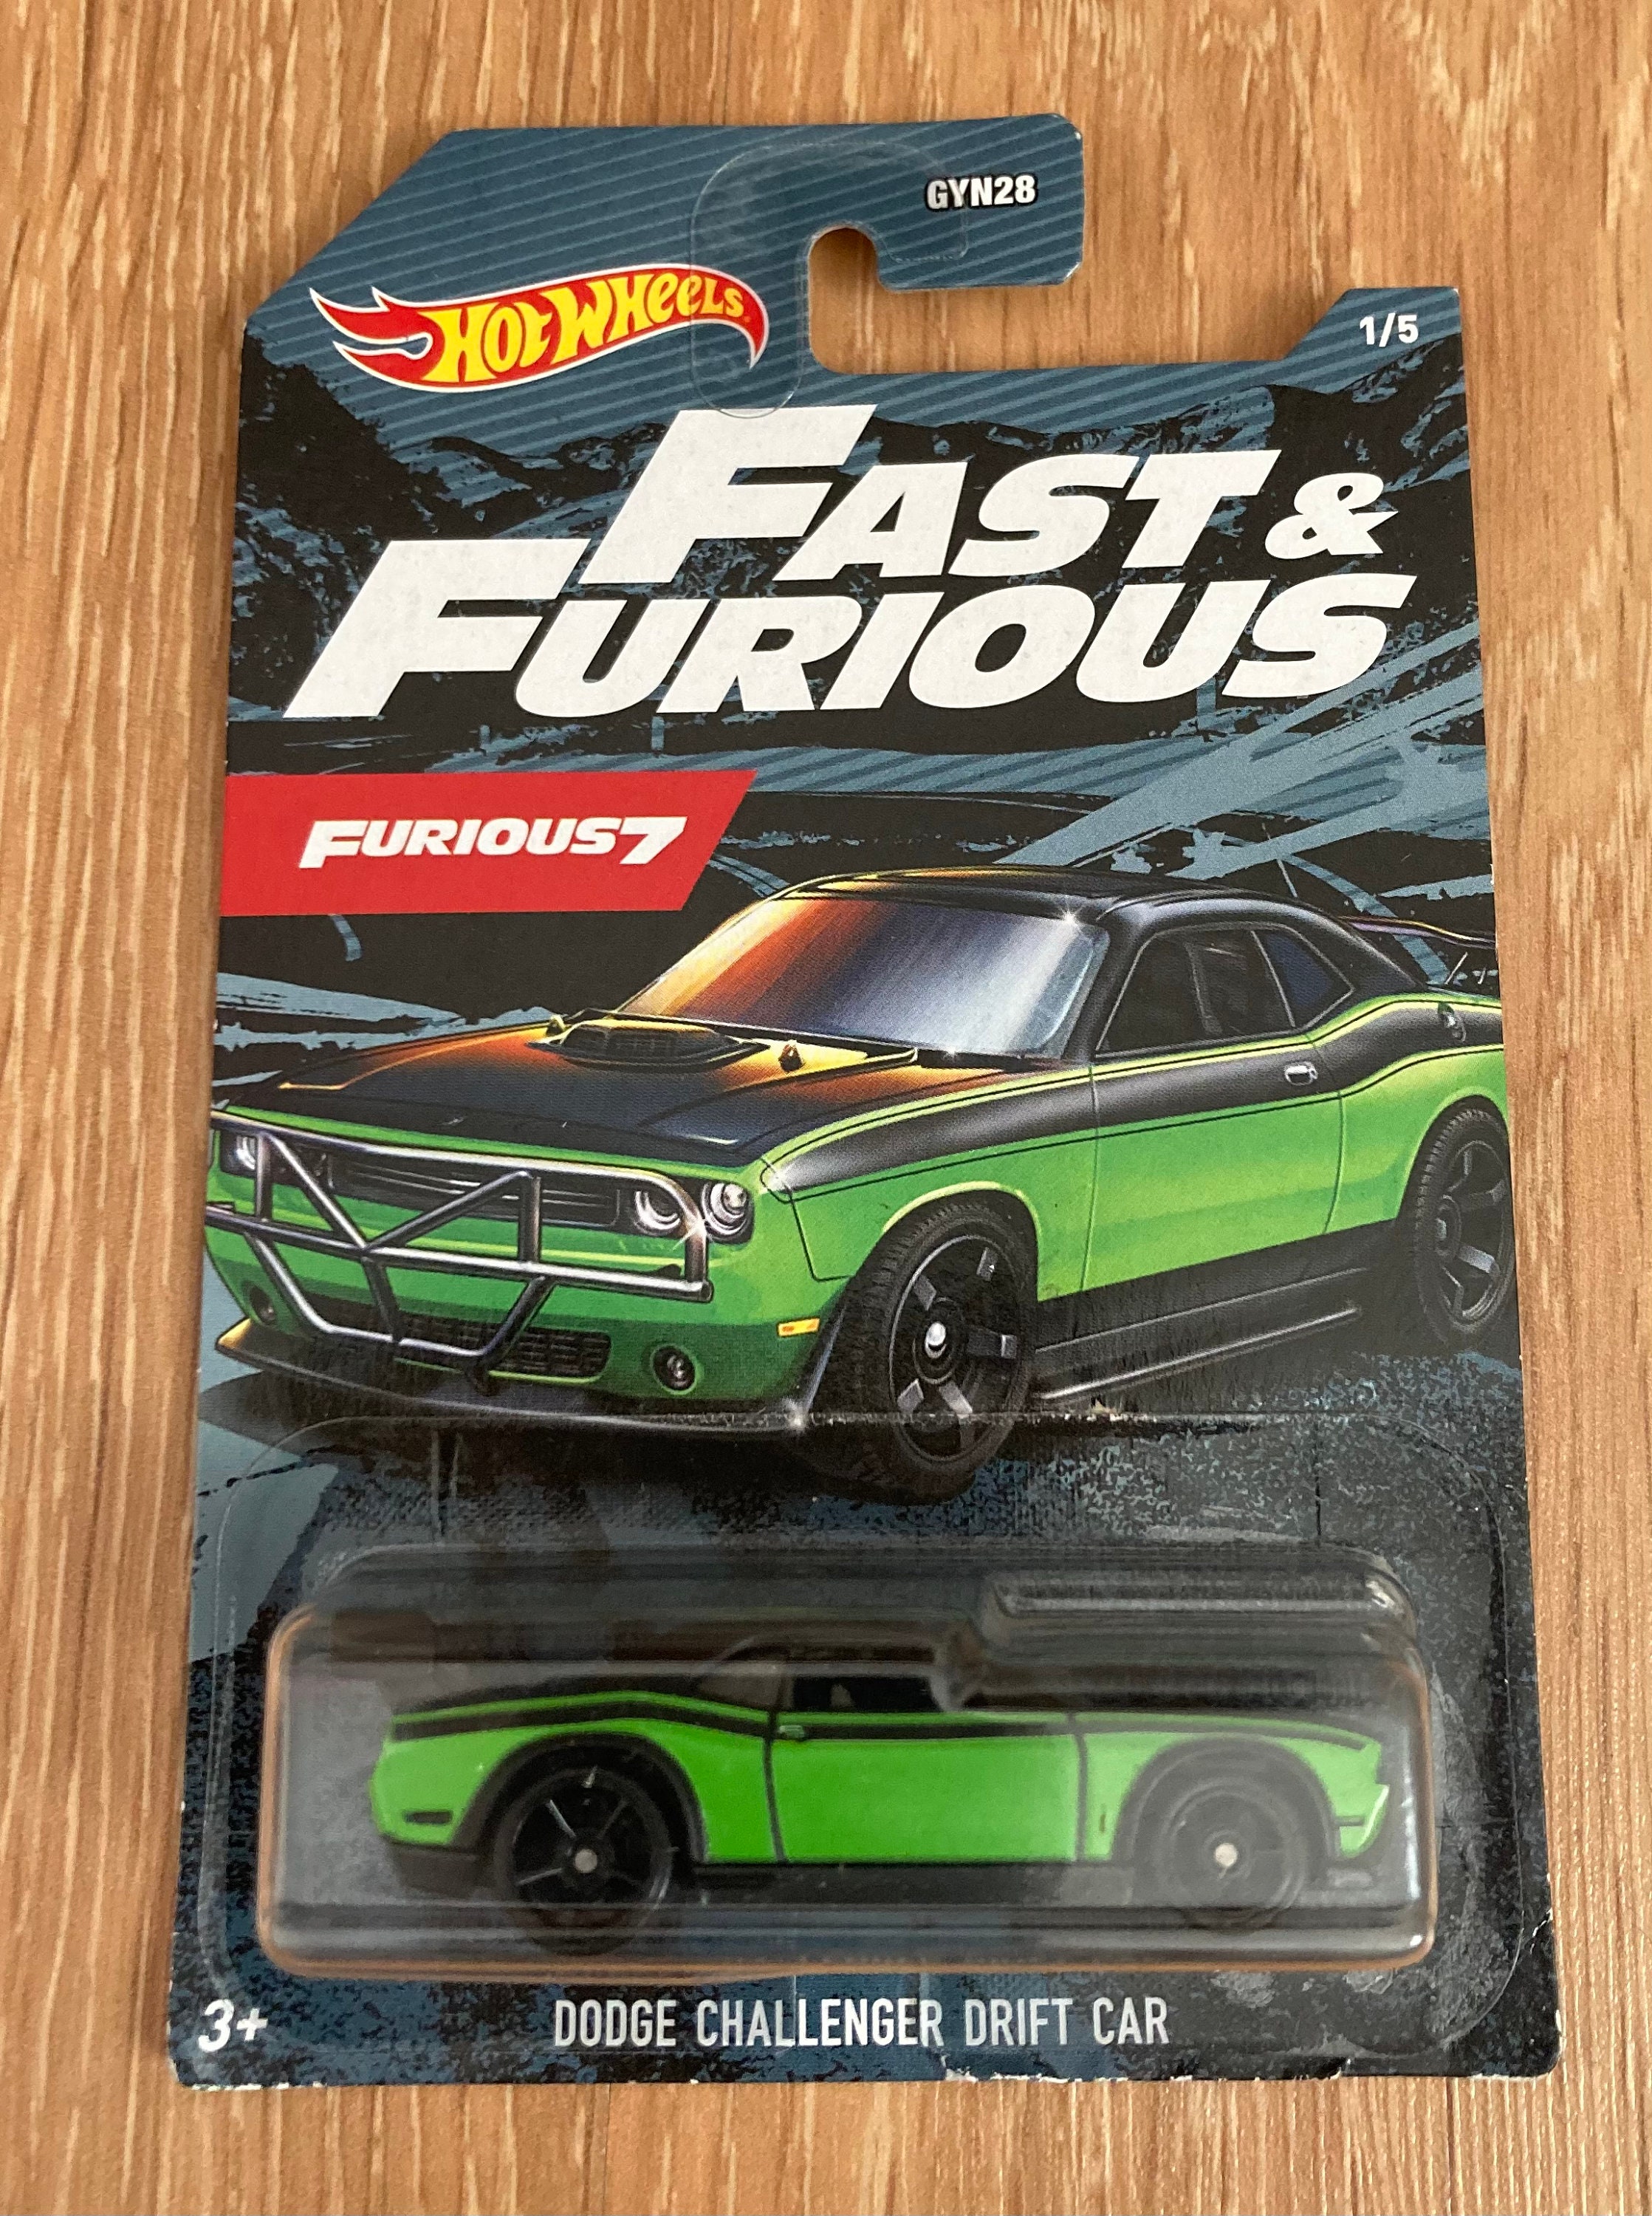 GYN28
HOT WHEELS
1/5
FAST &
FURIOUS
FURIOUS7
3+
DODGE CHALLENGER DRIFT CAR